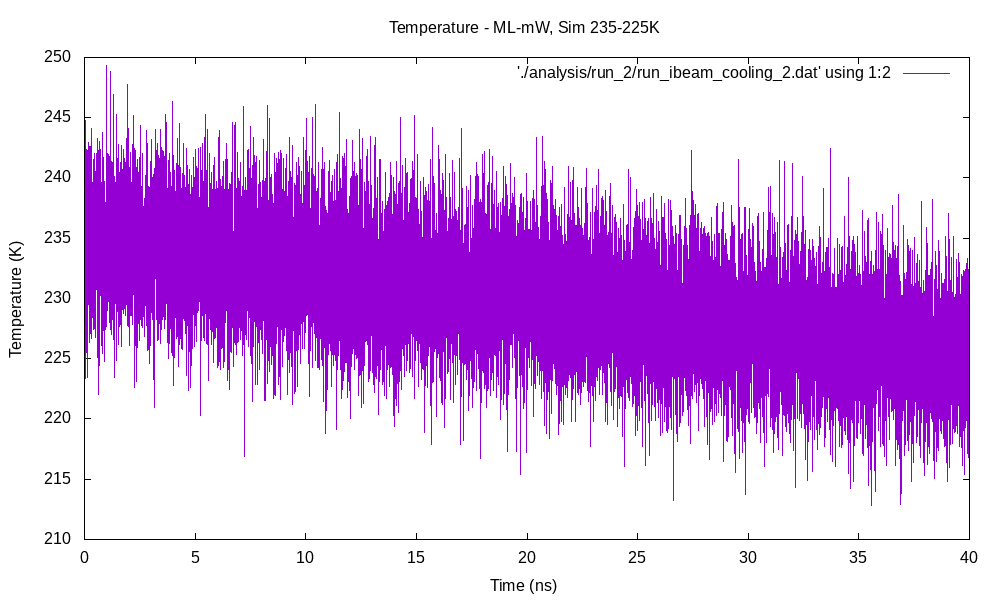 Temperature - ML-mW, Sim 235-225K
'./analysis/run_2/run_ibeam_cooling_2.dat' using 1:2
250
245
240
235
230
225
220
215
210
Temperature (K)
0 5 10 15 20 25 30 35 40
Time (ns)